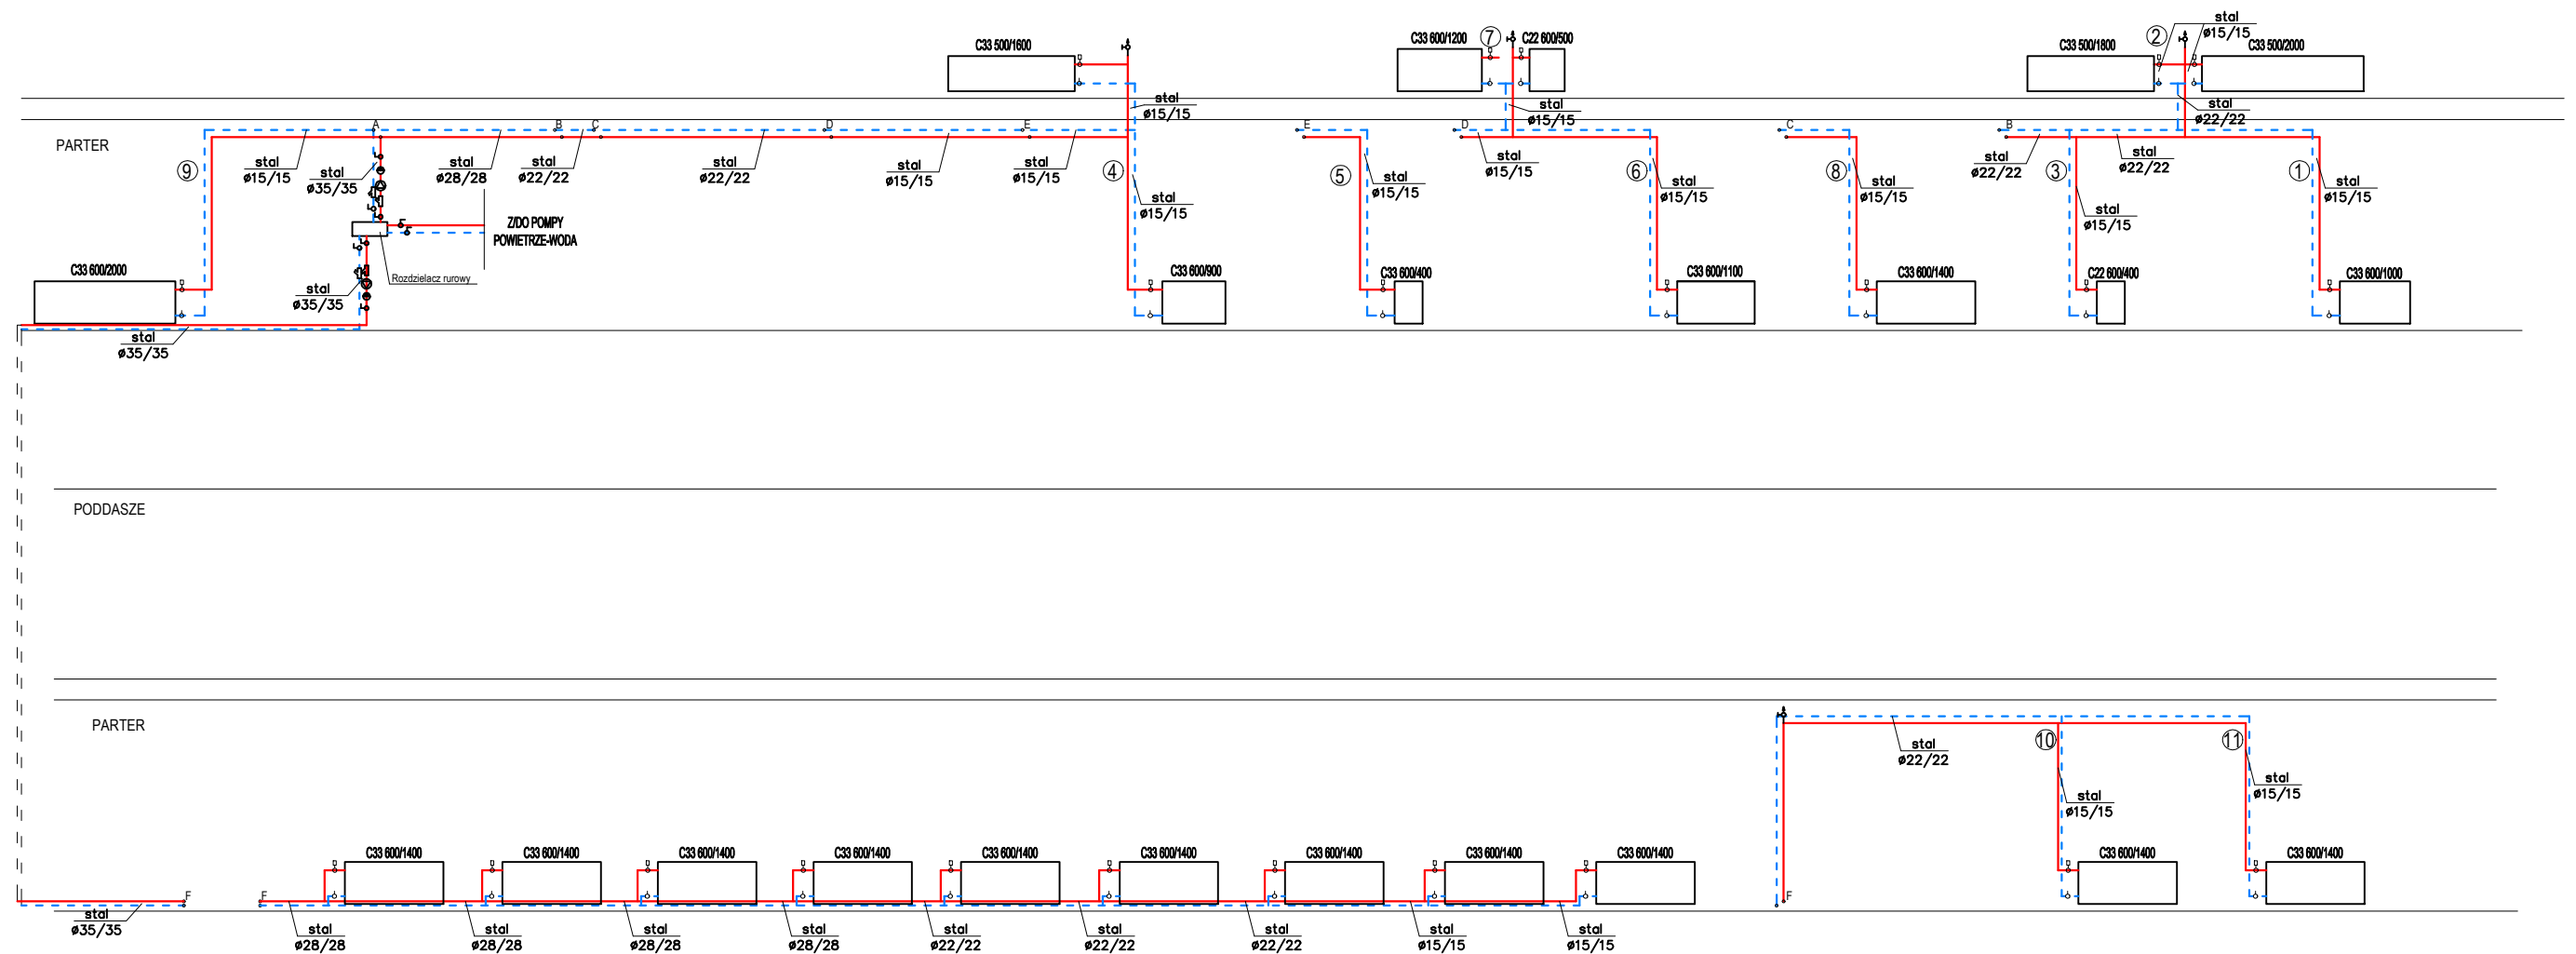 C33 500/1600
C33 600/1200
7
C22 600/500
C33 500/1800
2
stal
ø15/15
C33 500/2000
stal
ø15/15
stal
ø15/15
stal
ø22/22
PARTER
A
B
C
D
E
E
D
C
B
9
stal
ø15/15
stal
ø35/35
stal
ø28/28
stal
ø22/22
stal
ø22/22
stal
ø15/15
stal
ø15/15
4
stal
ø15/15
5
stal
ø15/15
stal
ø15/15
6
stal
ø15/15
8
stal
ø15/15
stal
ø22/22
3
stal
ø22/22
stal
ø15/15
1
stal
ø15/15
Z/DO POMPY
POWIETRZE-WODA
Rozdzielacz rurowy
C33 600/2000
stal
ø35/35
C33 600/900
C33 600/400
C33 600/1100
C33 600/1400
C22 600/400
C33 600/1000
stal
ø35/35
PODDASZE
PARTER
stal
ø22/22
10
11
stal
ø15/15
stal
ø15/15
C33 600/1400
C33 600/1400
C33 600/1400
C33 600/1400
C33 600/1400
C33 600/1400
C33 600/1400
C33 600/1400
C33 600/1400
C33 600/1400
C33 600/1400
F
F
F
stal
ø35/35
stal
ø28/28
stal
ø28/28
stal
ø28/28
stal
ø28/28
stal
ø22/22
stal
ø22/22
stal
ø22/22
stal
ø15/15
stal
ø15/15